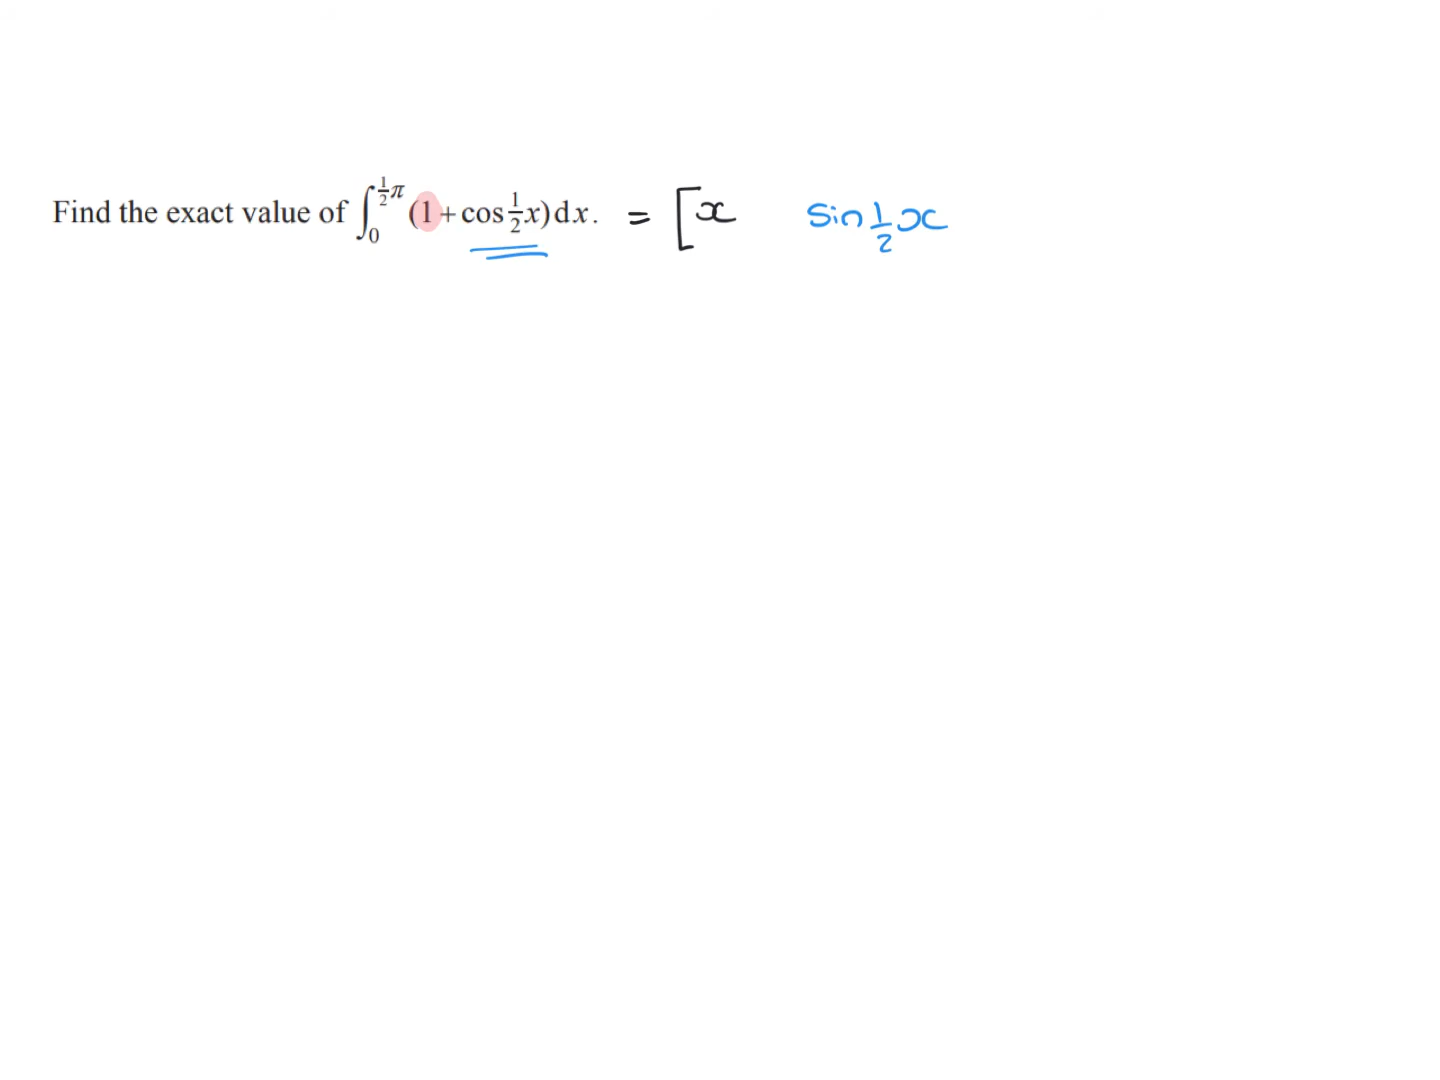 Find the exact value of ∫₀^{½π} (1 + cos ½x) dx. = [x sin ½x